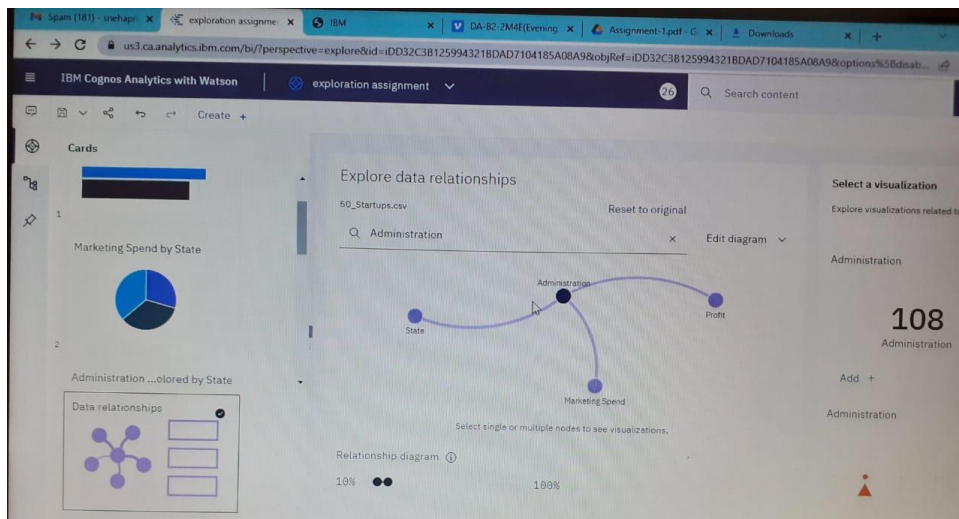 Spam (181) - snehapri
exploration assignme
IBM
DA-B2-2M4E(Evening
Assignment-1.pdf - G
Downloads
us3.ca.analytics.ibm.com/bi/?perspective=explore&id=iDD32C3B125994321BDAD7104185A08A9&objRef=iDD32C3B125994321BDAD7104185A08A9&options%5Bdisab...
IBM Cognos Analytics with Watson
exploration assignment
26
Search content
Create +
Cards
1
Marketing Spend by State
2
Administration ...olored by State
Data relationships
Explore data relationships
50_Startups.csv
Reset to original
Administration
Edit diagram
Administration
State
Profit
Marketing Spend
Select single or multiple nodes to see visualizations.
Relationship diagram
10%
100%
Select a visualization
Explore visualizations related
Administration
108
Administration
Add +
Administration